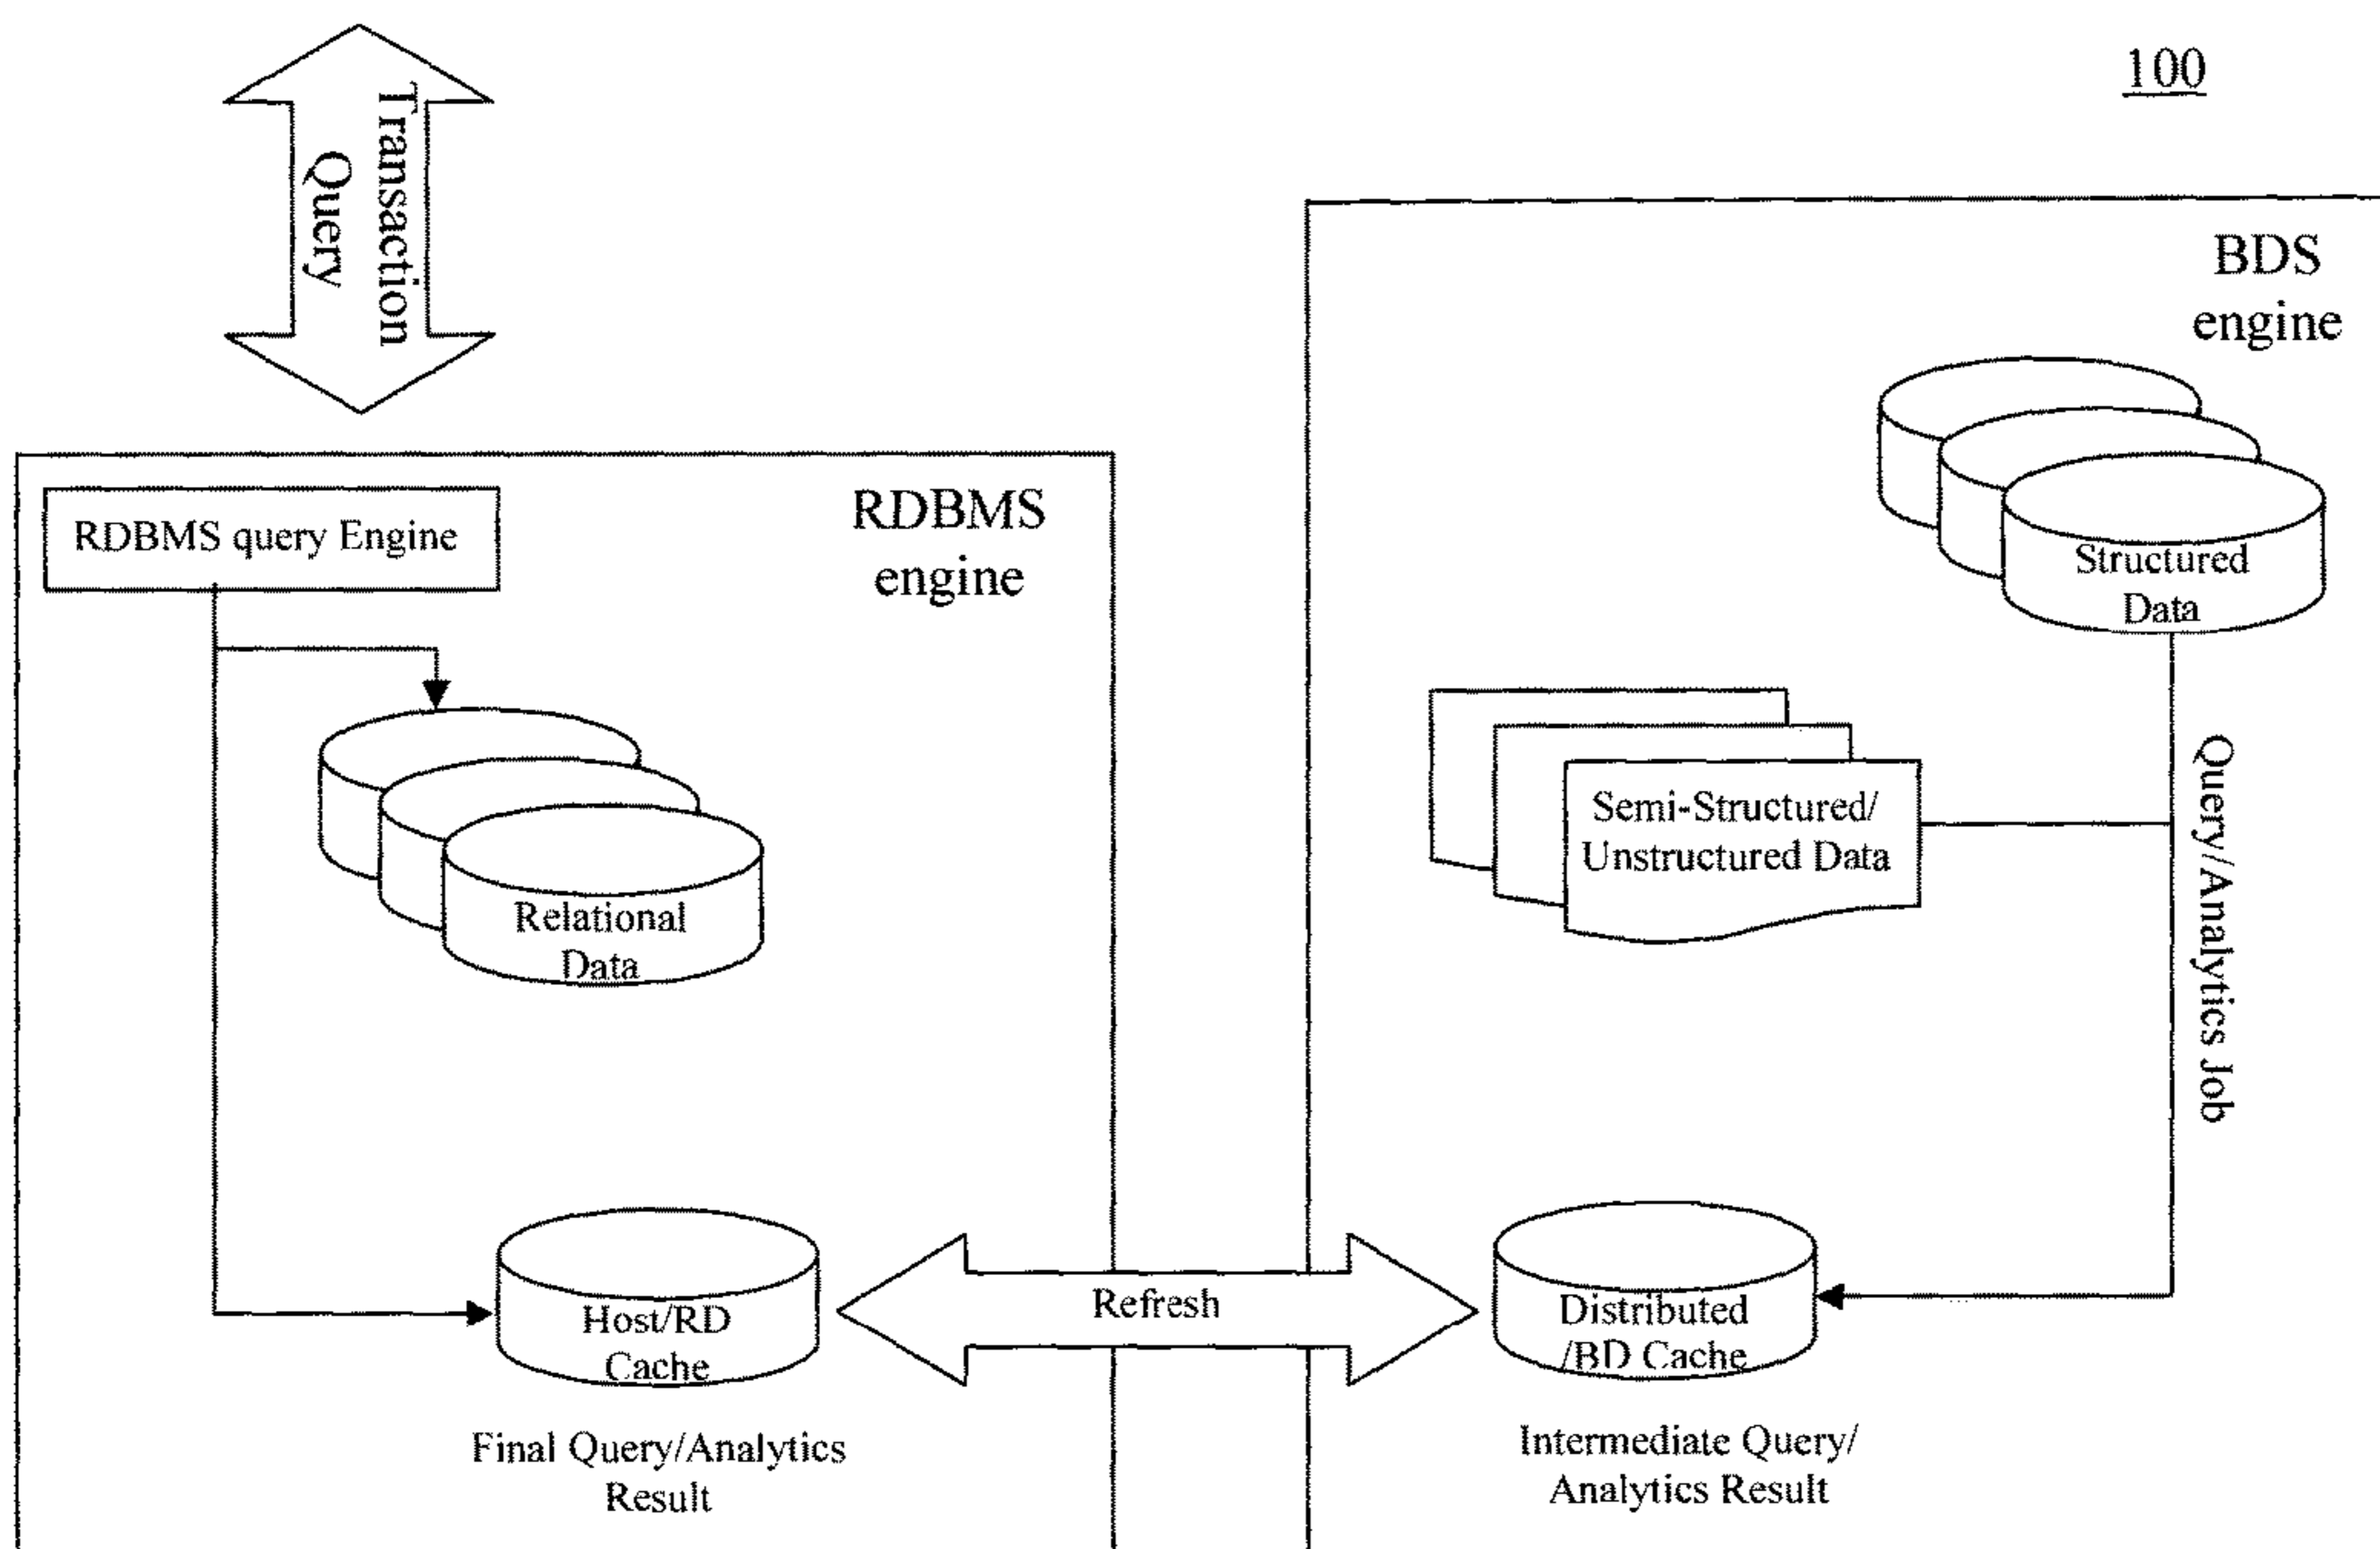 100
Transaction
Query
BDS
engine
RDBMS query Engine
RDBMS
engine
Structured
Data
Relational
Data
Semi-Structured/
Unstructured Data
Query/Analytics Job
Host/RD
Cache
Refresh
Distributed
/BD Cache
Final Query/Analytics
Result
Intermediate Query/
Analytics Result